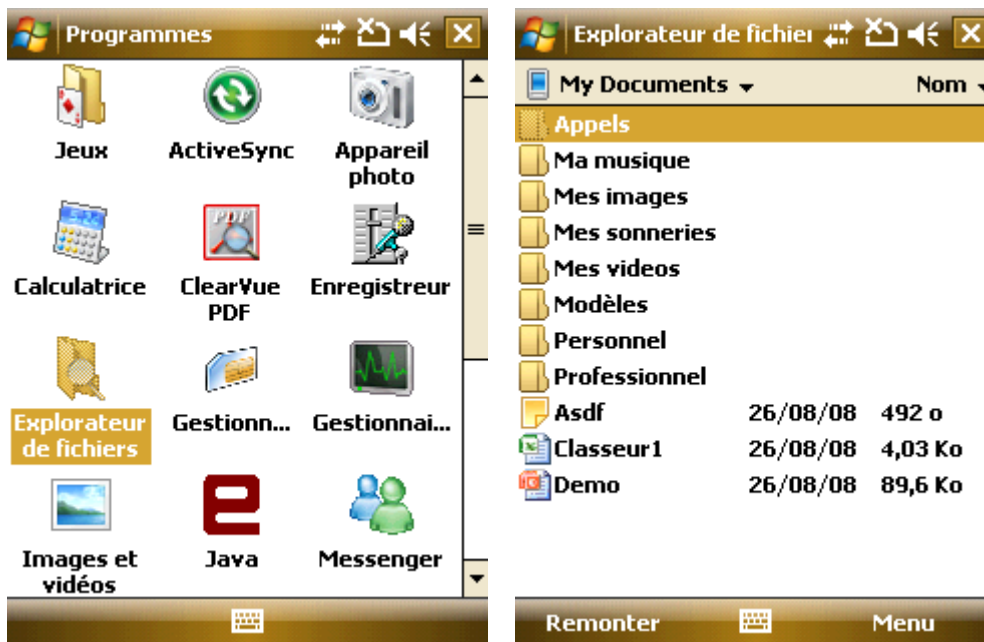 Programmes
Jeux
ActiveSync
Appareil
photo
Calculatrice
ClearVue
PDF
Enregistreur
Explorateur
de fichiers
Gestionn...
Gestionnai...
Images et
vidéos
Java
Messenger
Explorateur de fichier
My Documents
Nom
Appels
Ma musique
Mes images
Mes sonneries
Mes videos
Modèles
Personnel
Professionnel
Asdf 26/08/08 492 o
Classeur1 26/08/08 4,03 Ko
Demo 26/08/08 89,6 Ko
Remonter
Menu